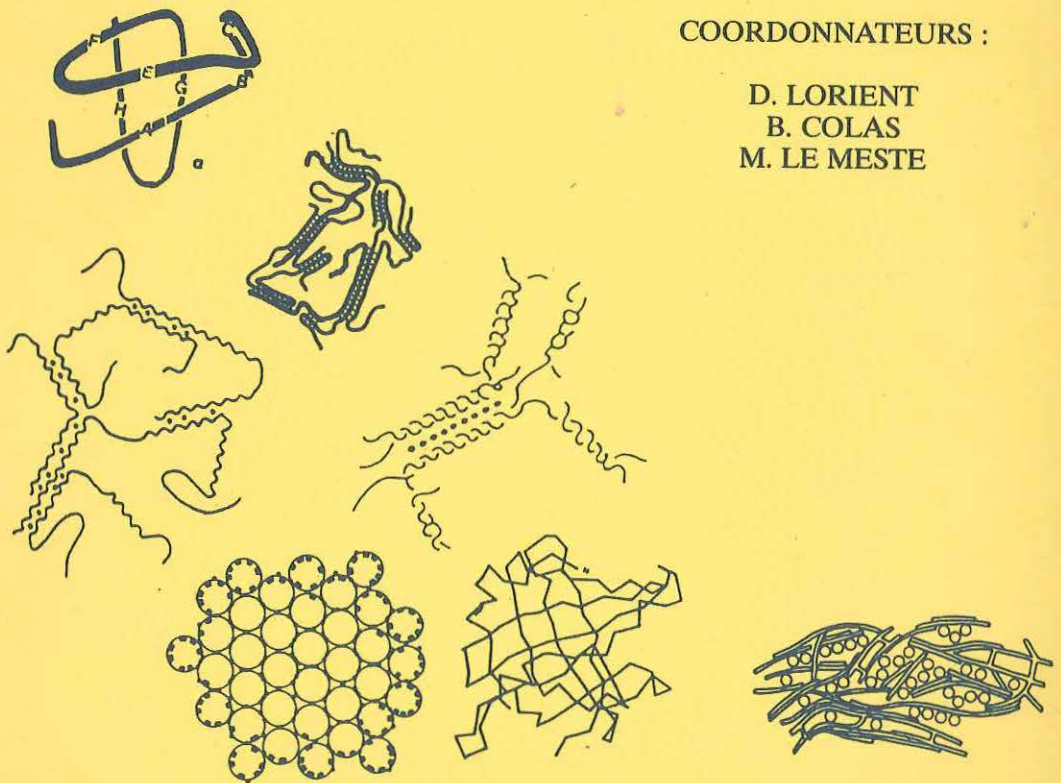 COORDONNATEURS :
D. LORIENT
B. COLAS
M. LE MESTE
F
C
E
G
B
H
A
a